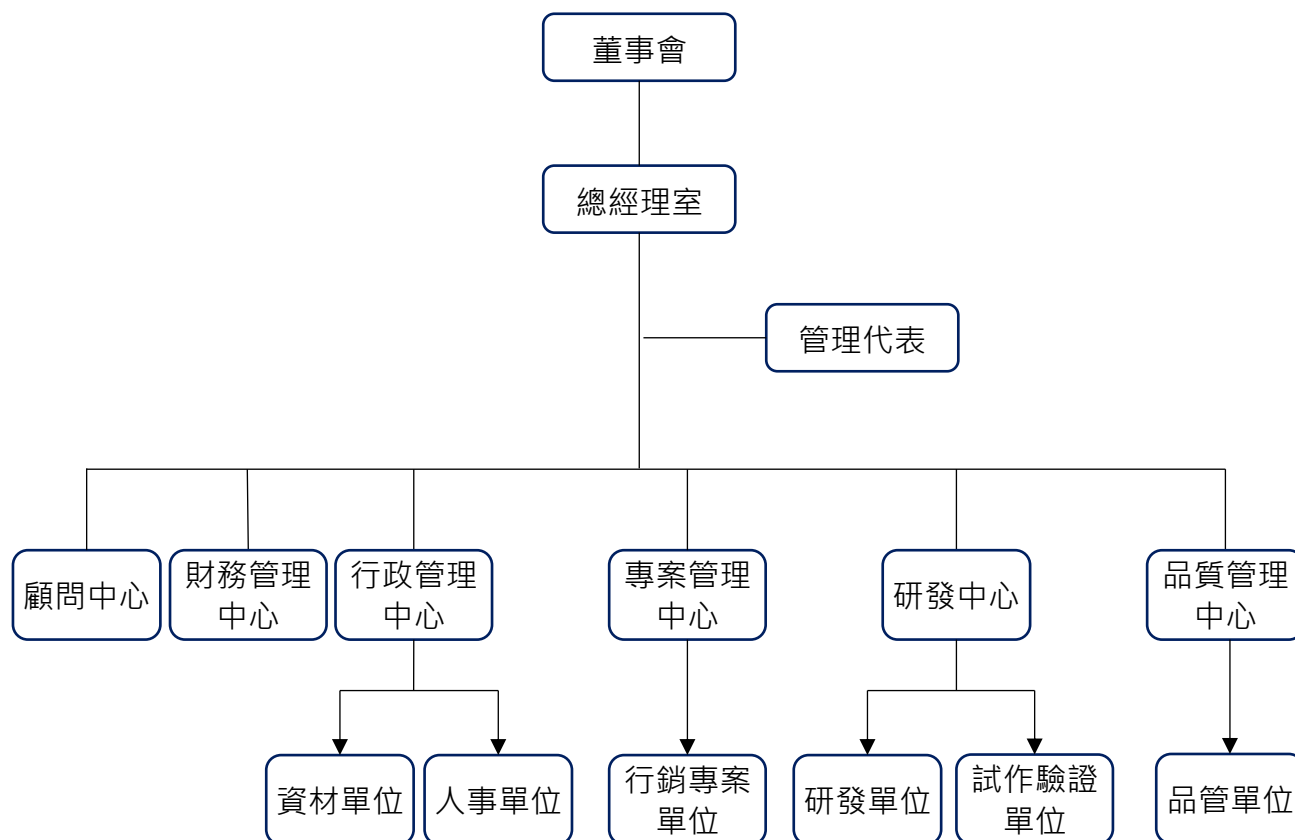 董事會
總經理室
管理代表
顧問中心
財務管理
中心
行政管理
中心
專案管理
中心
研發中心
品質管理
中心
資材單位
人事單位
行銷專案
單位
研發單位
試作驗證
單位
品管單位